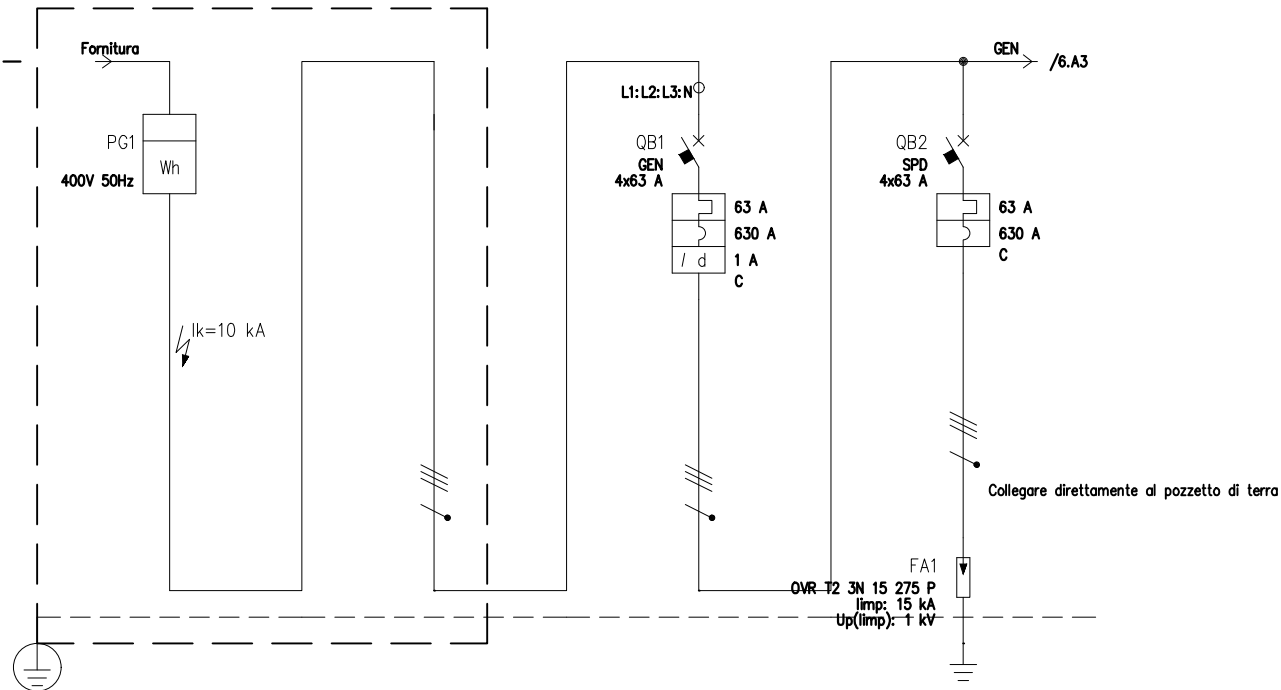 Fornitura
PG1
Wh
400V 50Hz
Ik=10 kA
L1:L2:L3:N
QB1
GEN
4x63 A
63 A
630 A
I d
1 A
C
GEN
/6.A3
QB2
SPD
4x63 A
63 A
630 A
C
Collegare direttamente al pozzetto di terra
FA1
OVR T2 3N 15 275 P
Iimp: 15 kA
Up(Iimp): 1 kV